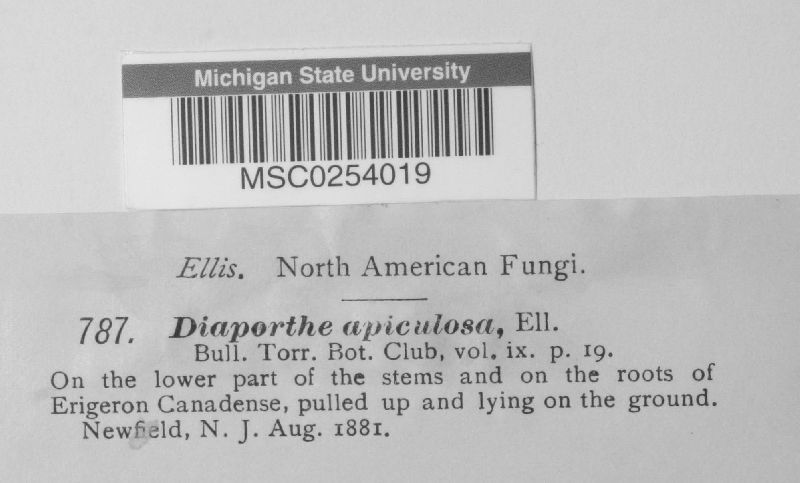 Michigan State University
MSC0254019
Ellis. North American Fungi.
787. Diaporthe apiculosa, Ell.
Bull. Torr. Bot. Club, vol. ix. p. 19.
On the lower part of the stems and on the roots of
Erigeron Canadense, pulled up and lying on the ground.
Newfield, N. J. Aug. 1881.